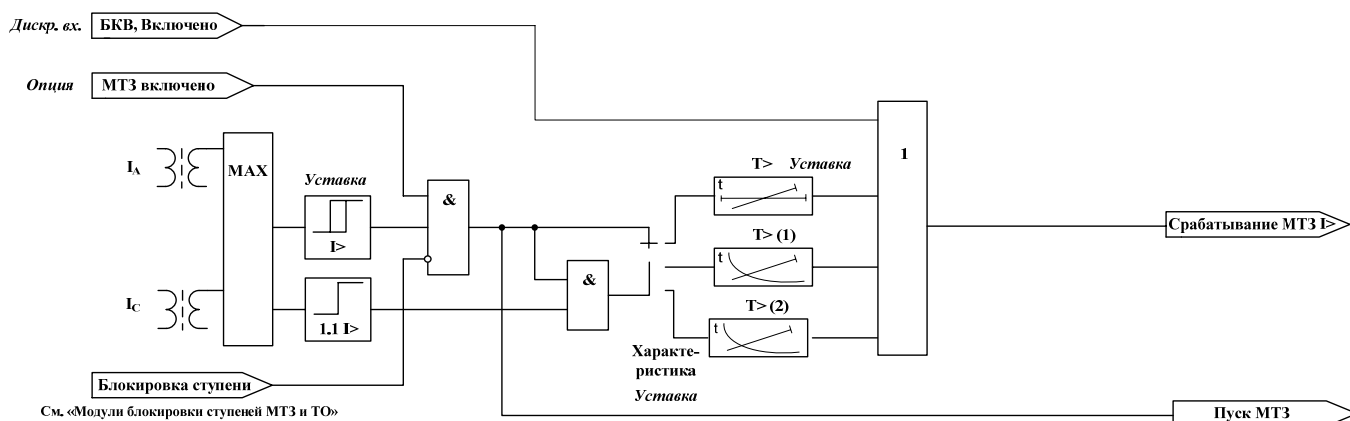 Дискр. вх.
БКВ, Включено
Опция
МТЗ включено
1
T> Уставка
I_A
MAX
Уставка
t
&
I>
Срабатывание МТЗ I>
T> (1)
t
&
I_C
T> (2)
1.1 I>
t
Характе-
ристика
Уставка
Блокировка ступени
См. «Модули блокировки ступеней МТЗ и ТО»
Пуск МТЗ